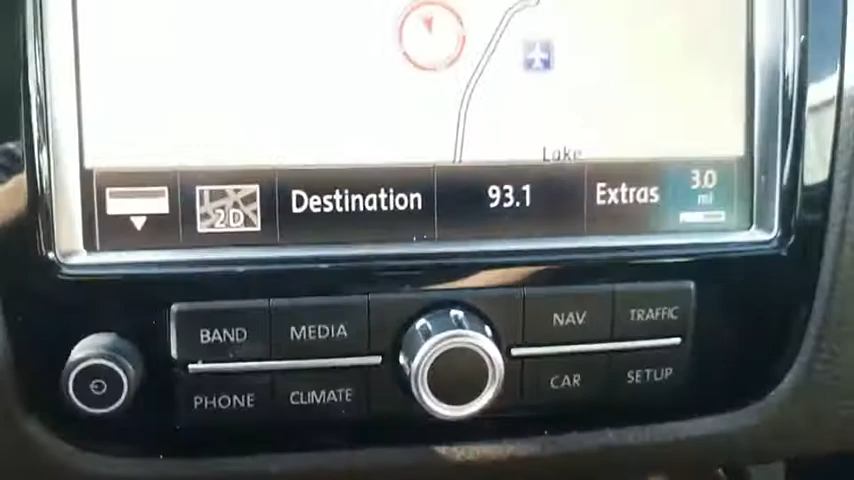 Lake
2D
Destination
93.1
Extras
3.0
mi
BAND
MEDIA
NAV
TRAFFIC
PHONE
CLIMATE
CAR
SETUP